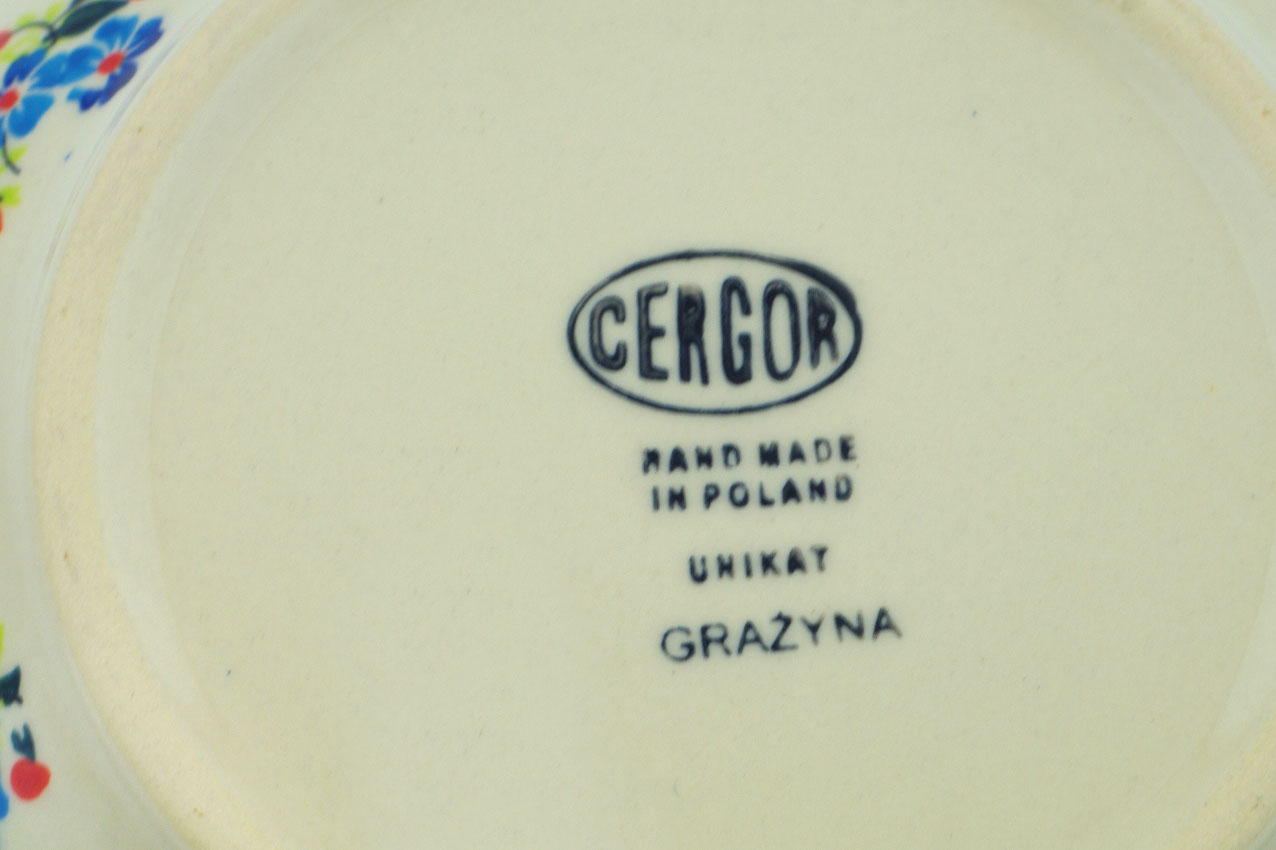 CERGOR
HAND MADE
IN POLAND
UNIKAT
GRAŻYNA